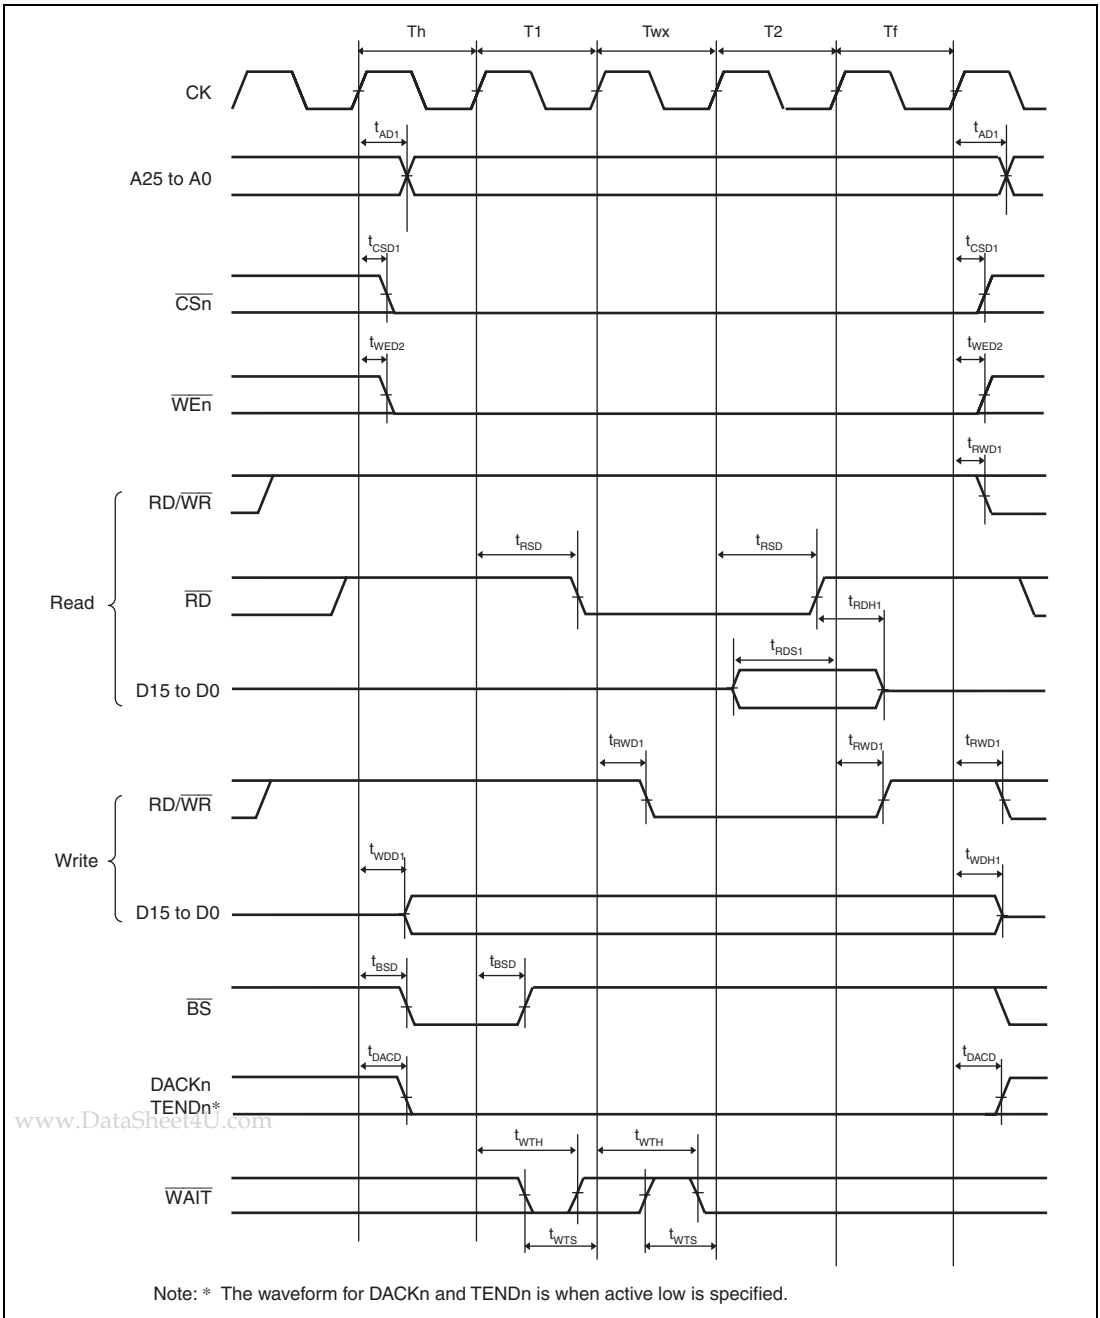 Th T1 Twx T2 Tf
CK
tAD1 tAD1
A25 to A0
tCSD1 tCSD1
CSn
tWED2 tWED2
WEn
tRWD1
RD/WR
tRSD tRSD
Read
RD
tRDH1
tRDS1
D15 to D0
tRWD1 tRWD1 tRWD1
RD/WR
Write
tWDD1 tWDH1
D15 to D0
tBSD tBSD
BS
tDACD tDACD
DACKn
TENDn*
www.DataSheet4U.com
tWTH tWTH
WAIT
tWTS tWTS
Note: * The waveform for DACKn and TENDn is when active low is specified.